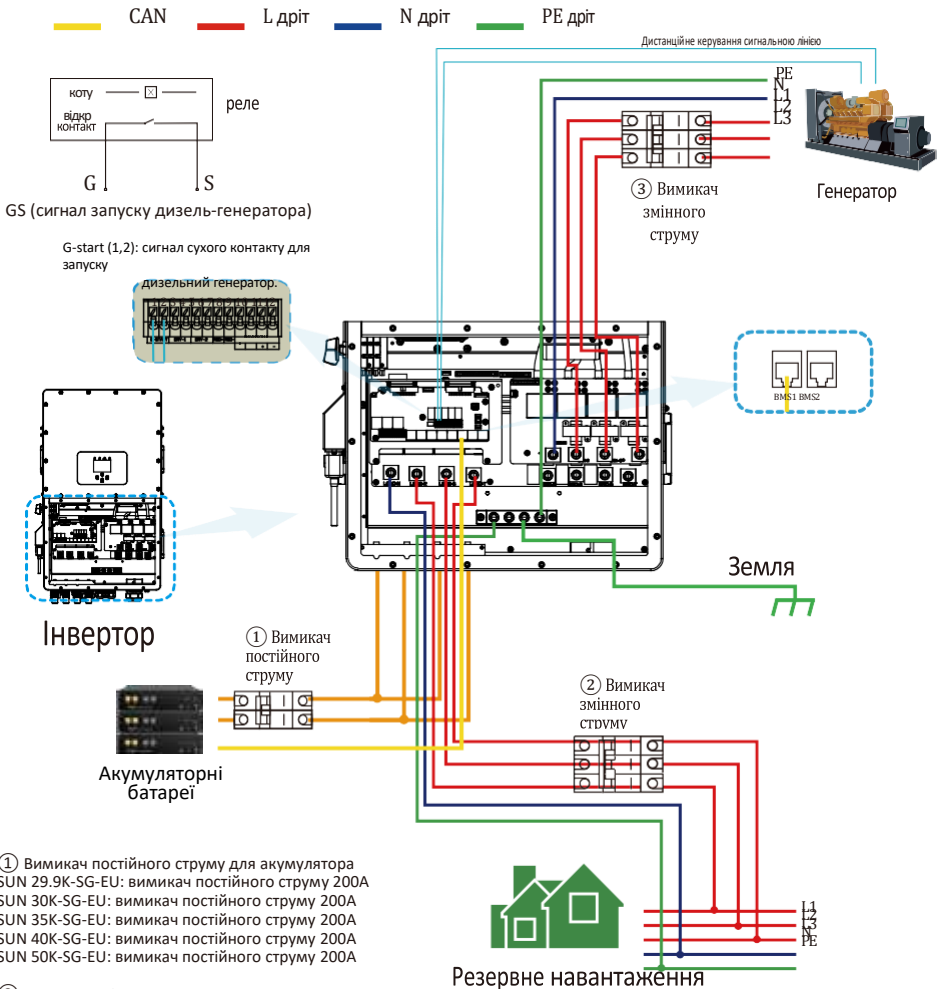 CAN L дріт N дріт PE дріт
Дистанційне керування сигнальною лінією
коту
відкр
контакт
реле
G S
GS (сигнал запуску дизель-генератора)
G-start (1,2): сигнал сухого контакту для
запуску
дизельний генератор.
PE
N
L1
L2
L3
③ Вимикач
змінного
струму
Генератор
BMS1 BMS2
Інвертор
Земля
① Вимикач
постійного
струму
② Вимикач
змінного
струму
Акумуляторні
батареї
① Вимикач постійного струму для акумулятора
SUN 29.9K-SG-EU: вимикач постійного струму 200A
SUN 30K-SG-EU: вимикач постійного струму 200A
SUN 35K-SG-EU: вимикач постійного струму 200A
SUN 40K-SG-EU: вимикач постійного струму 200A
SUN 50K-SG-EU: вимикач постійного струму 200A
L1
L2
L3
N
PE
Резервне навантаження